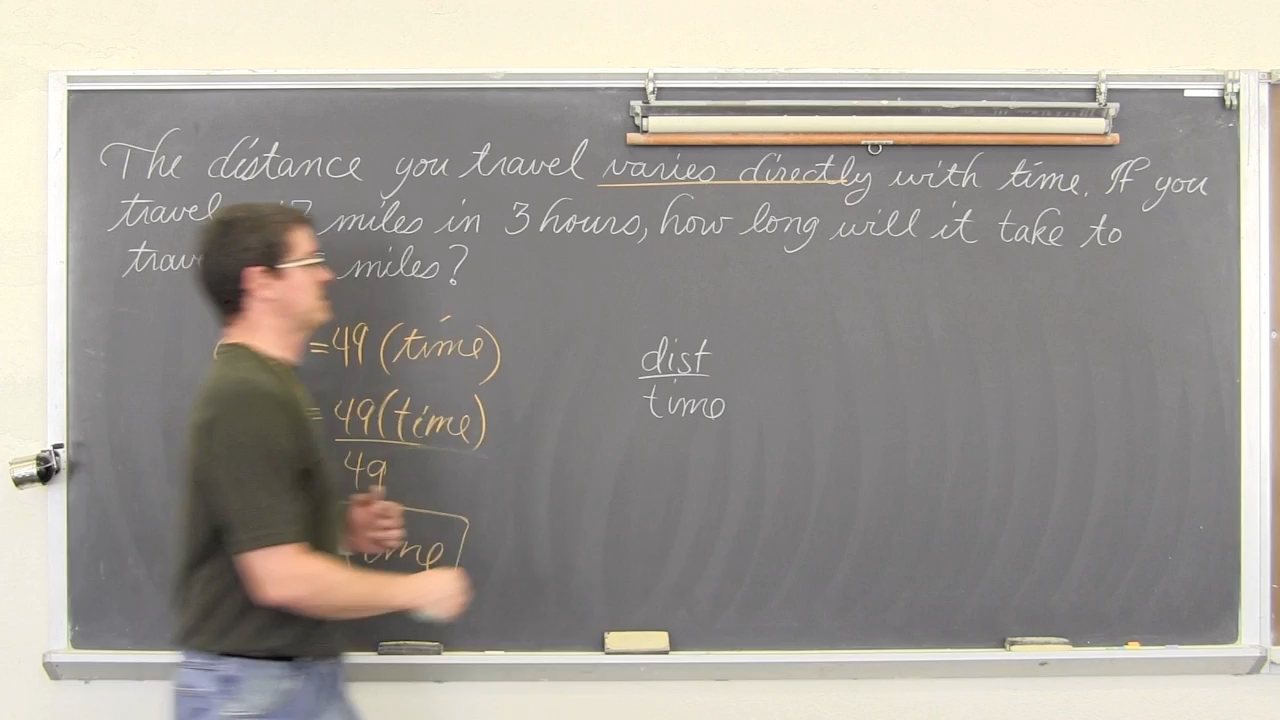 The distance you travel varies directly with time. If you
miles in 3 hours, how long will it take to
miles?
= 49 (time)
= 49(time)
49
time
dist
time